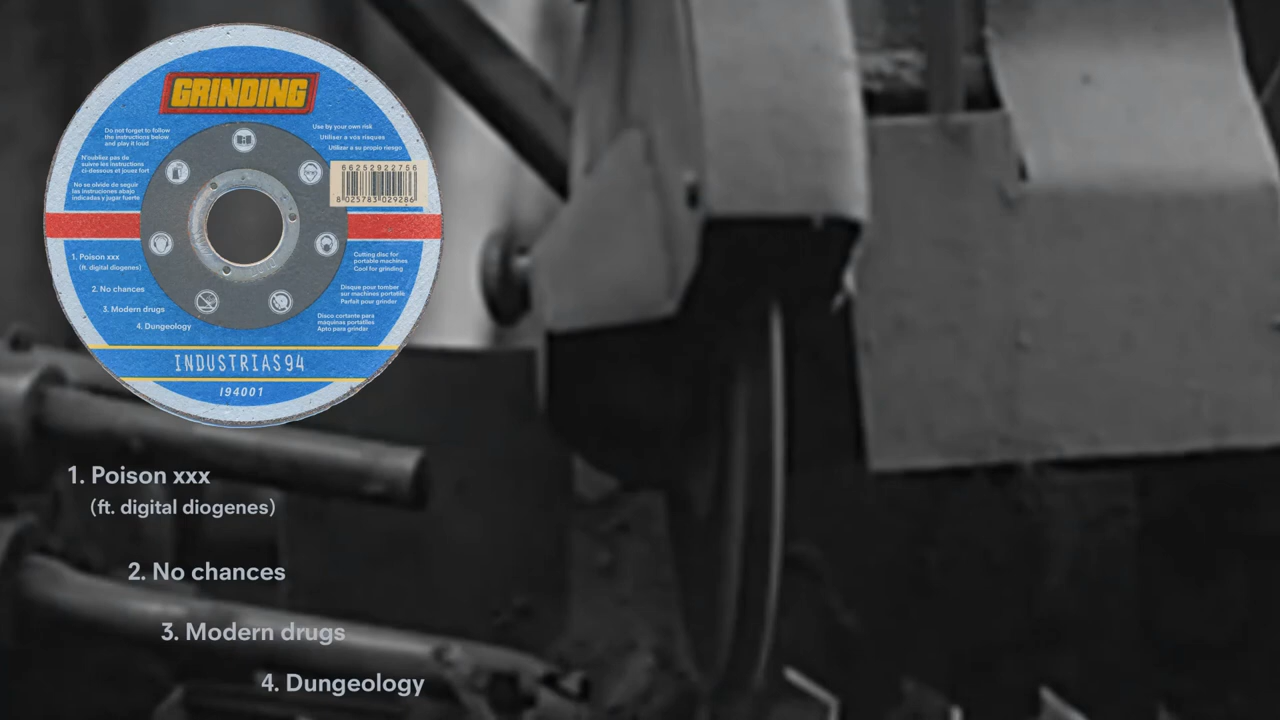 GRINDING
Do not forget to follow
the instructions below
and play it loud
N'oubliez pas de
suivre les instructions
ci-dessous et jouez fort
No se olvide de seguir
las instruciones abajo
indicadas y jugar fuerte
Use by your own risk
Utiliser a vos risques
Utilizar a su propio riesgo
66252922756
8 025783 029286
1. Poison xxx
(ft. digital diogenes)
2. No chances
3. Modern drugs
4. Dungeology
Cutting disc for
portable machines
Cool for grinding
Disque pour tomber
sur machines portatile
Parfait pour grinder
Disco cortante para
maquinas portatiles
Apto para grindar
INDUSTRIAS94
I94001
1. Poison xxx
(ft. digital diogenes)
2. No chances
3. Modern drugs
4. Dungeology